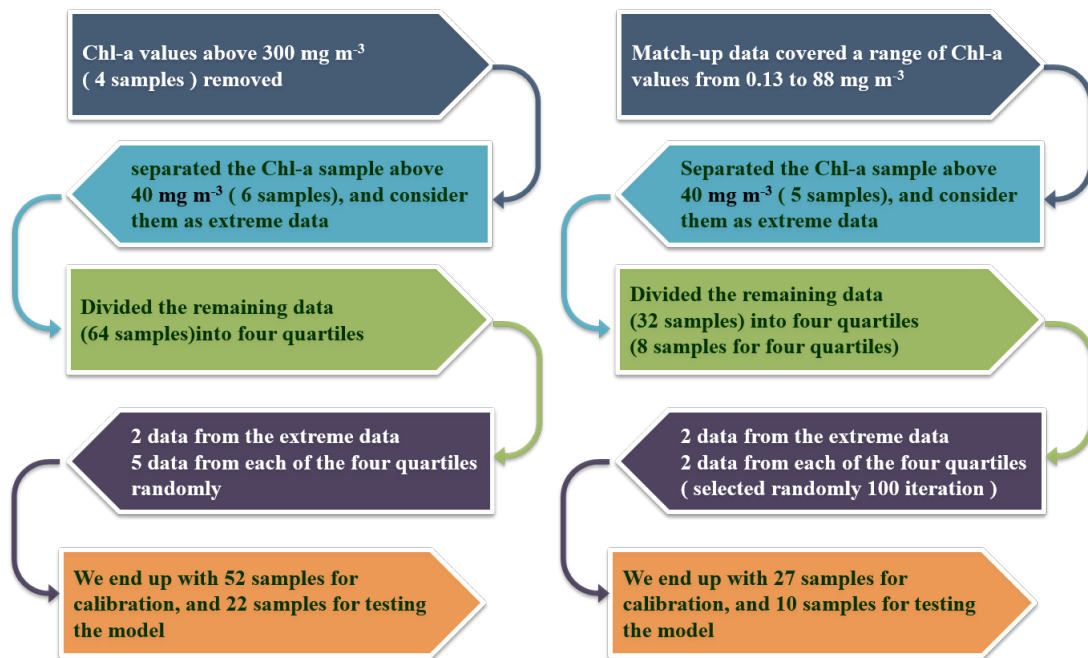 Chl-a values above 300 mg m-3
( 4 samples ) removed
separated the Chl-a sample above
40 mg m-3 ( 6 samples), and consider
them as extreme data
Divided the remaining data
(64 samples)into four quartiles
2 data from the extreme data
5 data from each of the four quartiles
randomly
We end up with 52 samples for
calibration, and 22 samples for testing
the model
Match-up data covered a range of Chl-a
values from 0.13 to 88 mg m-3
Separated the Chl-a sample above
40 mg m-3 ( 5 samples), and consider
them as extreme data
Divided the remaining data
(32 samples) into four quartiles
(8 samples for four quartiles)
2 data from the extreme data
2 data from each of the four quartiles
( selected randomly 100 iteration )
We end up with 27 samples for
calibration, and 10 samples for testing
the model